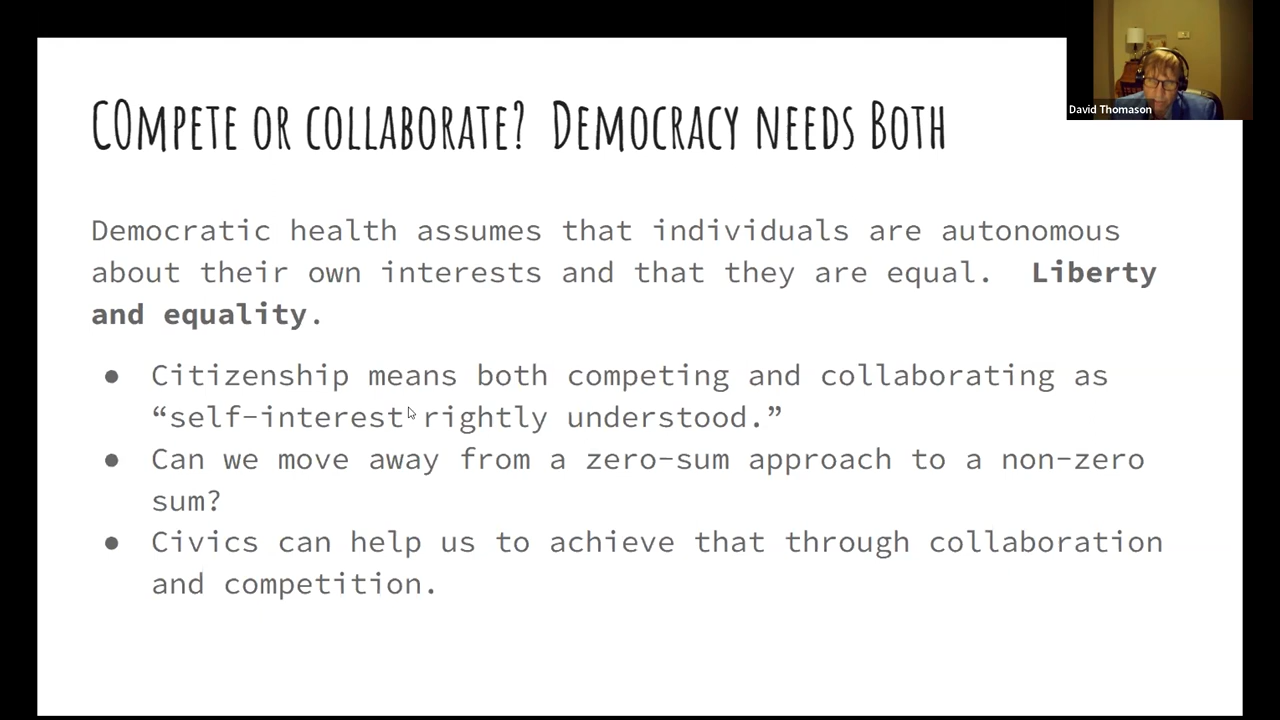 COmpete or collaborate?  Democracy needs Both
David Thomason
Democratic health assumes that individuals are autonomous
about their own interests and that they are equal.  Liberty
and equality.
● Citizenship means both competing and collaborating as
“self-interest rightly understood.”
● Can we move away from a zero-sum approach to a non-zero
sum?
● Civics can help us to achieve that through collaboration
and competition.